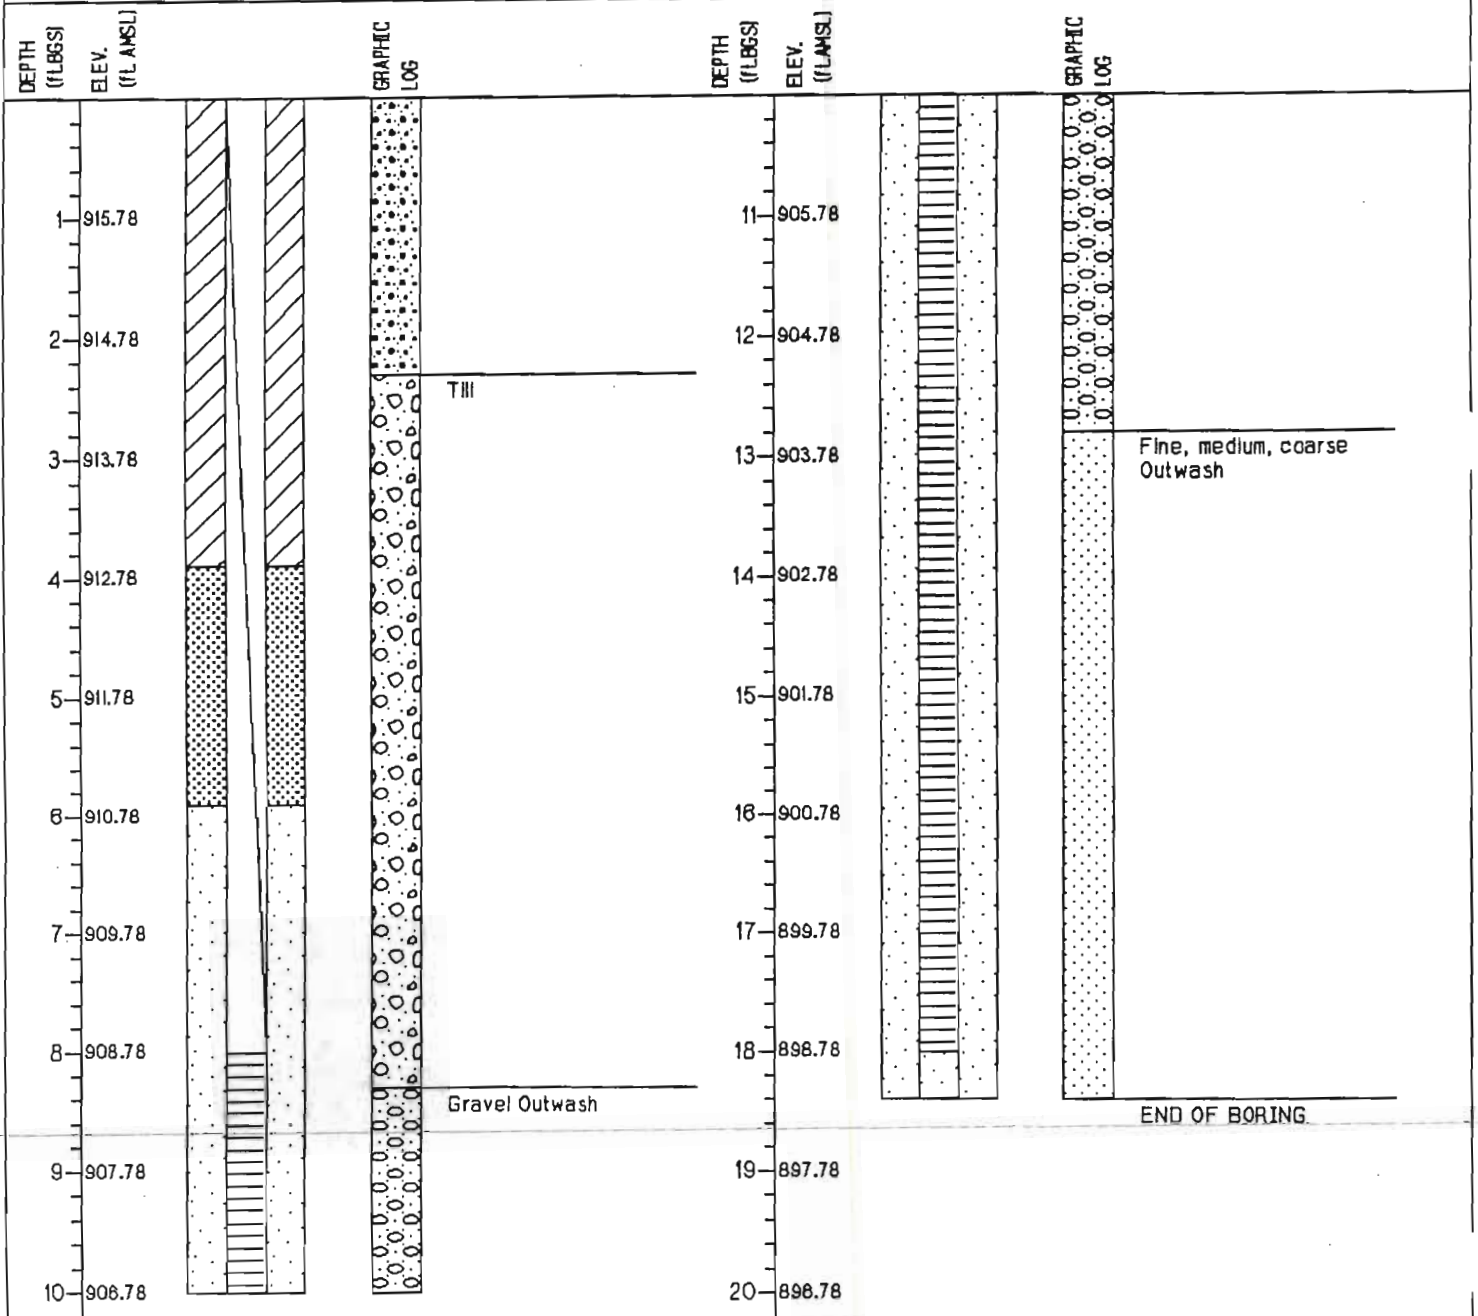 DEPTH
(ft.BGS)
ELEV.
(ft. AMSL)
GRAPHIC
LOG
1 915.78
2 914.78
Till
3 913.78
4 912.78
5 911.78
6 910.78
7 909.78
8 908.78
Gravel Outwash
9 907.78
10 906.78
DEPTH
(ft.BGS)
ELEV.
(ft.AMSL)
GRAPHIC
LOG
11 905.78
12 904.78
Fine, medium, coarse
Outwash
13 903.78
14 902.78
15 901.78
16 900.78
17 899.78
18 898.78
END OF BORING
19 897.78
20 896.78